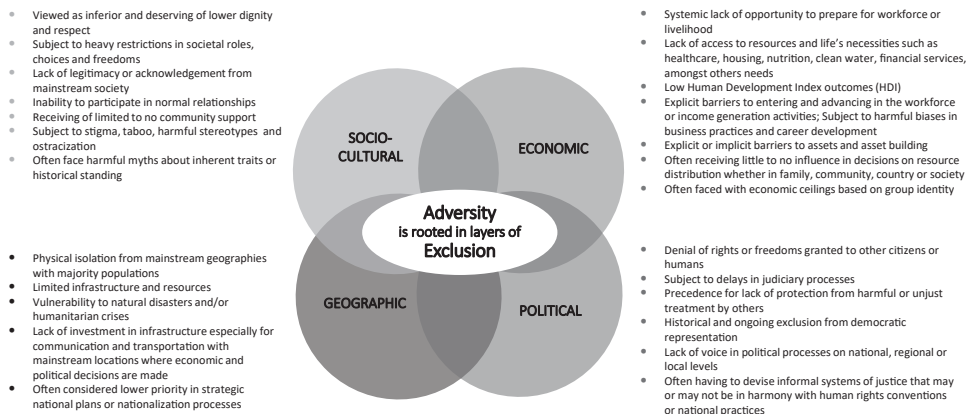 Viewed as inferior and deserving of lower dignity
and respect
Subject to heavy restrictions in societal roles,
choices and freedoms
Lack of legitimacy or acknowledgement from
mainstream society
Inability to participate in normal relationships
Receiving of limited to no community support
Subject to stigma, taboo, harmful stereotypes and
ostracization
Often face harmful myths about inherent traits or
historical standing
Systemic lack of opportunity to prepare for workforce or
livelihood
Lack of access to resources and life's necessities such as
healthcare, housing, nutrition, clean water, financial services,
amongst others needs
Low Human Development Index outcomes (HDI)
Explicit barriers to entering and advancing in the workforce
or income generation activities; Subject to harmful biases in
business practices and career development
Explicit or implicit barriers to assets and asset building
Often receiving little to no influence in decisions on resource
distribution whether in family, community, country or society
Often faced with economic ceilings based on group identity
SOCIO-
CULTURAL
ECONOMIC
Adversity
is rooted in layers of
Exclusion
GEOGRAPHIC
POLITICAL
Physical isolation from mainstream geographies
with majority populations
Limited infrastructure and resources
Vulnerability to natural disasters and/or
humanitarian crises
Lack of investment in infrastructure especially for
communication and transportation with
mainstream locations where economic and
political decisions are made
Often considered lower priority in strategic
national plans or nationalization processes
Denial of rights or freedoms granted to other citizens or
humans
Subject to delays in judiciary processes
Precedence for lack of protection from harmful or unjust
treatment by others
Historical and ongoing exclusion from democratic
representation
Lack of voice in political processes on national, regional or
local levels
Often having to devise informal systems of justice that may
or may not be in harmony with human rights conventions
or national practices